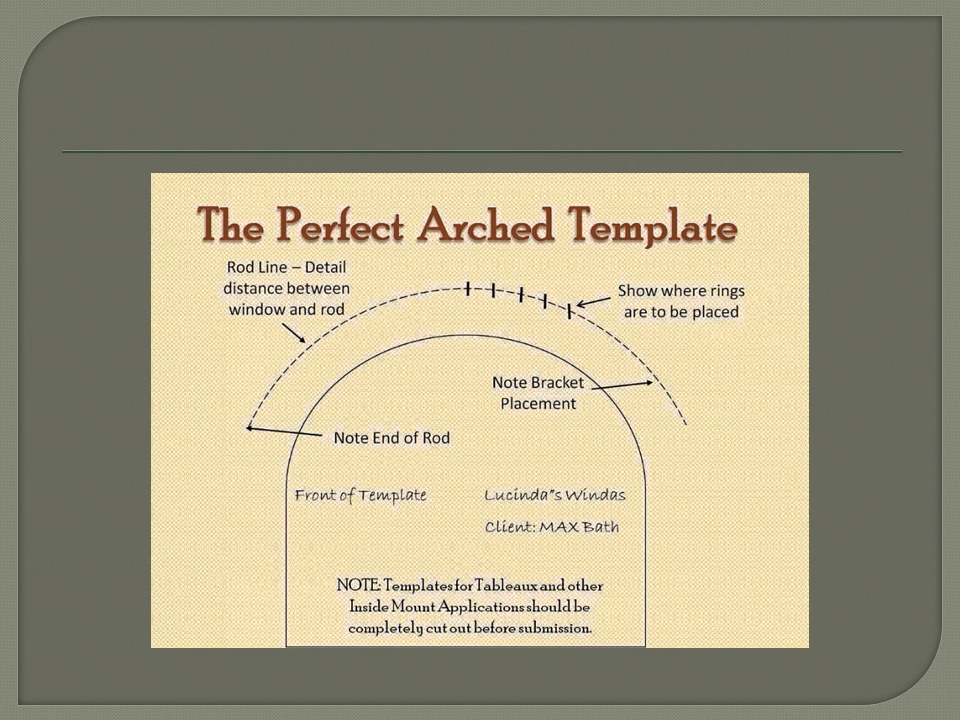 The Perfect Arched Template
Rod Line – Detail
distance between
window and rod
Show where rings
are to be placed
Note Bracket
Placement
Note End of Rod
Front of Template
Lucinda"s Windas
Client: MAX Bath
NOTE: Templates for Tableaux and other
Inside Mount Applications should be
completely cut out before submission.